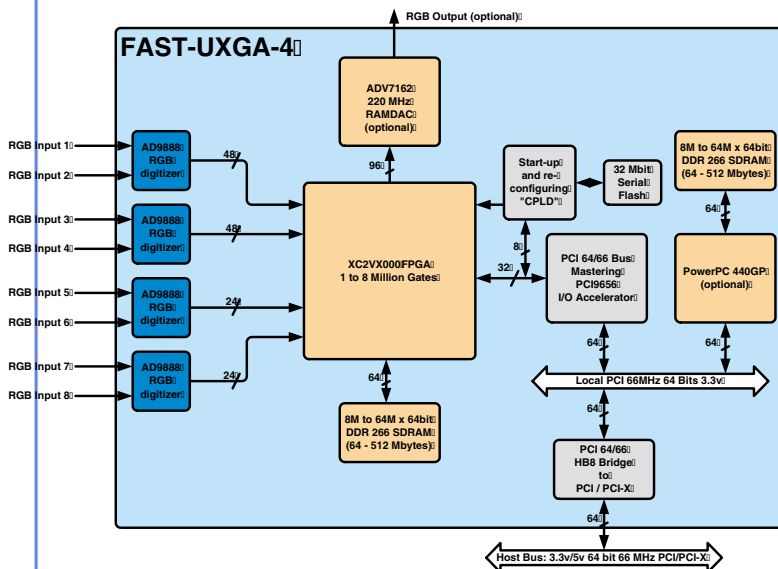 RGB Output (optional)
FAST-UXGA-4
ADV7162
220 MHz
RAMDAC
(optional)
RGB Input 1
RGB Input 2
AD9888
RGB
digitizer
48
96
Start-up
and re-
configuring
"CPLD"
32 Mbit
Serial
Flash
8M to 64M x 64bit
DDR 266 SDRAM
(64 - 512 Mbytes)
RGB Input 3
RGB Input 4
AD9888
RGB
digitizer
48
XC2VX000FPGA
1 to 8 Million Gates
8
32
64
PCI 64/66 Bus
Mastering
PCI9656
I/O Accelerator
PowerPC 440GP
(optional)
RGB Input 5
RGB Input 6
AD9888
RGB
digitizer
24
RGB Input 7
RGB Input 8
AD9888
RGB
digitizer
24
64
64
64
Local PCI 66MHz 64 Bits 3.3v
8M to 64M x 64bit
DDR 266 SDRAM
(64 - 512 Mbytes)
64
PCI 64/66
HB8 Bridge
to
PCI / PCI-X
64
Host Bus: 3.3v/5v 64 bit 66 MHz PCI/PCI-X